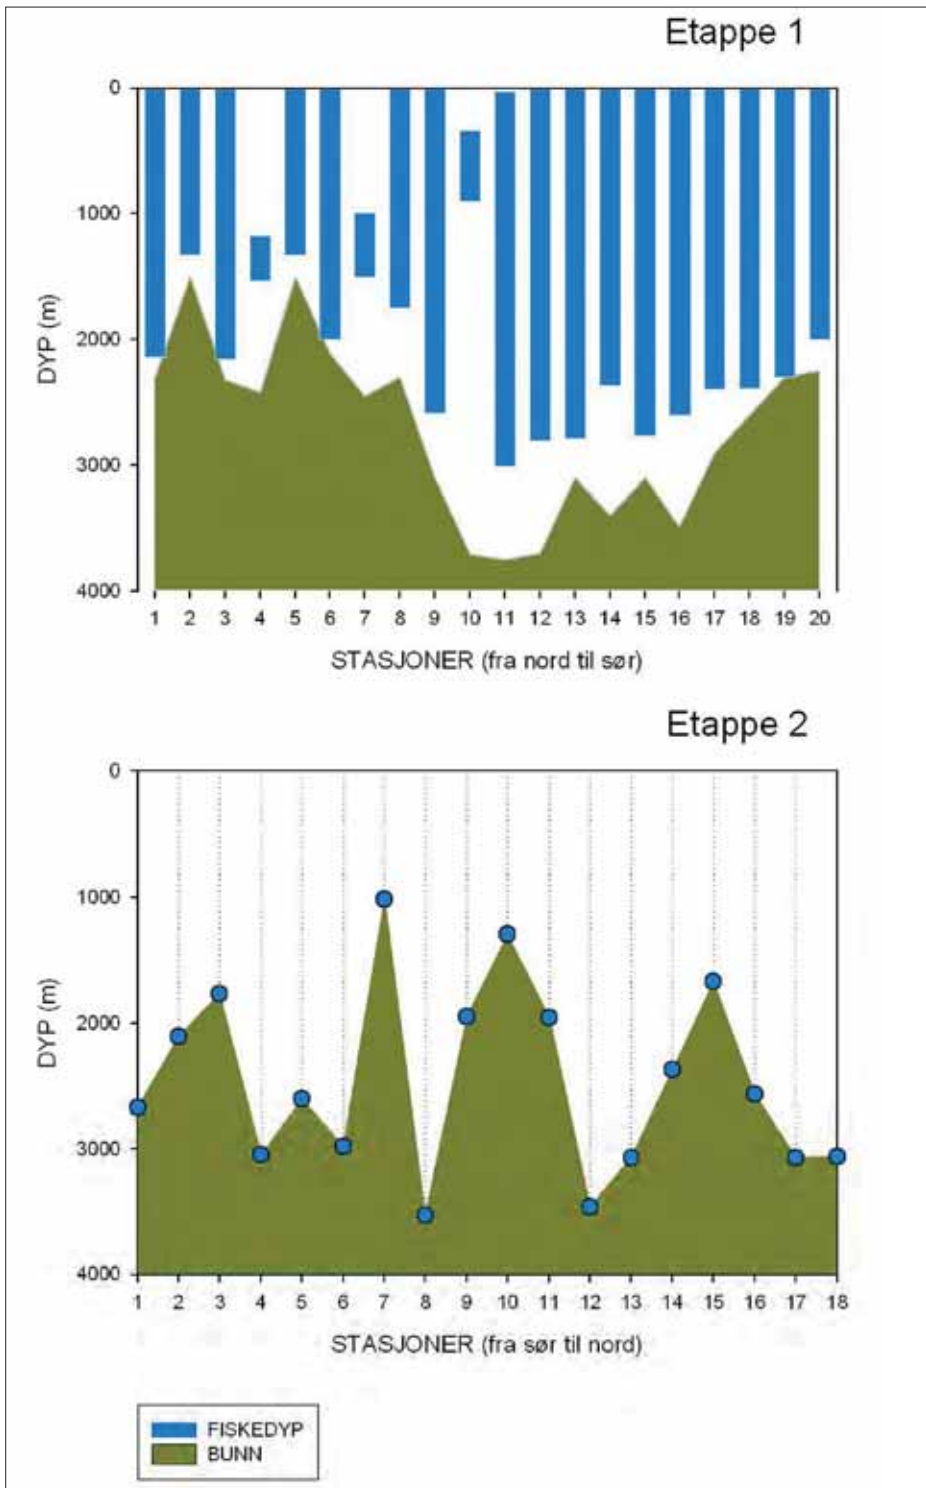 Etappe 1
0
1000
2000
3000
4000
DYP (m)
1 2 3 4 5 6 7 8 9 10 11 12 13 14 15 16 17 18 19 20
STASJONER (fra nord til sør)
Etappe 2
0
1000
2000
3000
4000
DYP (m)
1 2 3 4 5 6 7 8 9 10 11 12 13 14 15 16 17 18
STASJONER (fra sør til nord)
FISKEDYP
BUNN